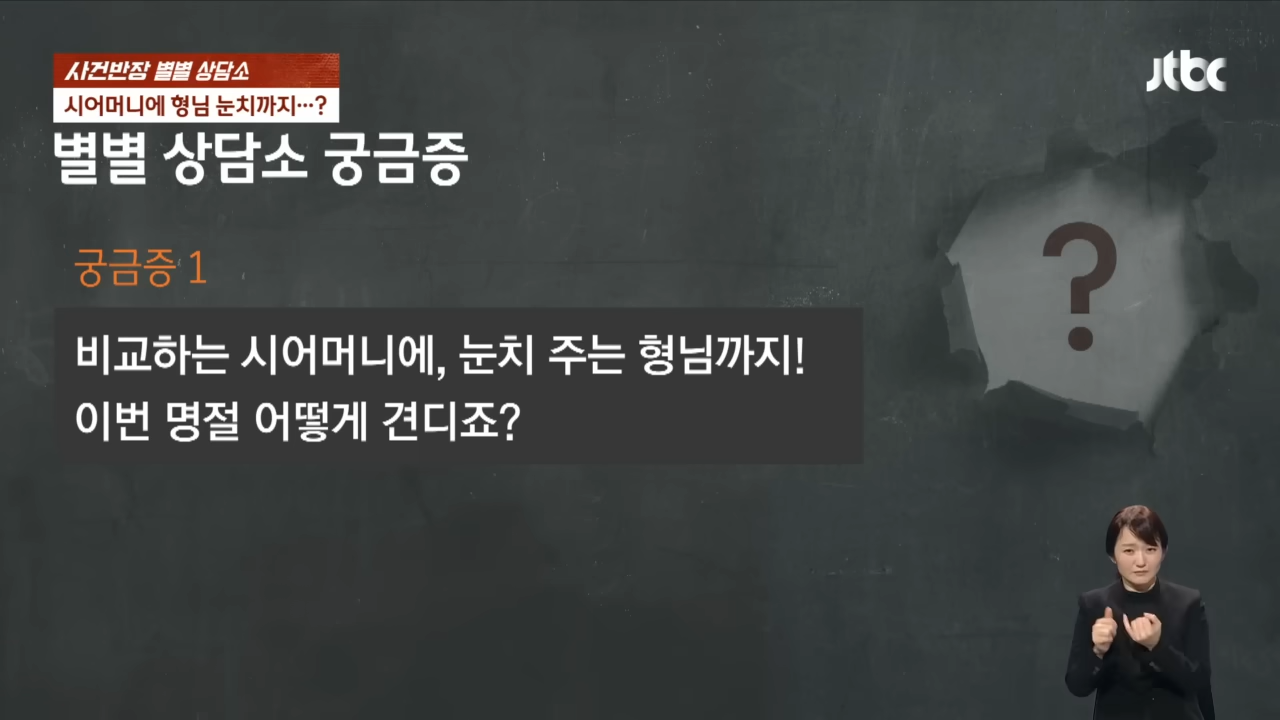 사건반장 별별 상담소
시어머니에 형님 눈치까지…?
jtbc
별별 상담소 궁금증
궁금증 1
비교하는 시어머니에, 눈치 주는 형님까지!
이번 명절 어떻게 견디죠?
?